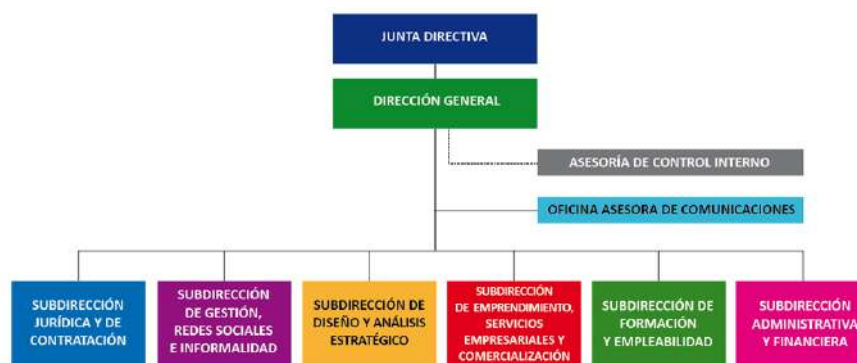 JUNTA DIRECTIVA
DIRECCIÓN GENERAL
ASESORÍA DE CONTROL INTERNO
OFICINA ASESORA DE COMUNICACIONES
SUBDIRECCIÓN
JURÍDICA Y DE
CONTRATACIÓN
SUBDIRECCIÓN
DE GESTIÓN,
REDES SOCIALES
E INFORMALIDAD
SUBDIRECCIÓN DE
DISEÑO Y ANÁLISIS
ESTRATÉGICO
SUBDIRECCIÓN
DE EMPRENDIMIENTO,
SERVICIOS
EMPRESARIALES Y
COMERCIALIZACIÓN
SUBDIRECCIÓN DE
FORMACIÓN
Y EMPLEABILIDAD
SUBDIRECCIÓN
ADMINISTRATIVA
Y FINANCIERA